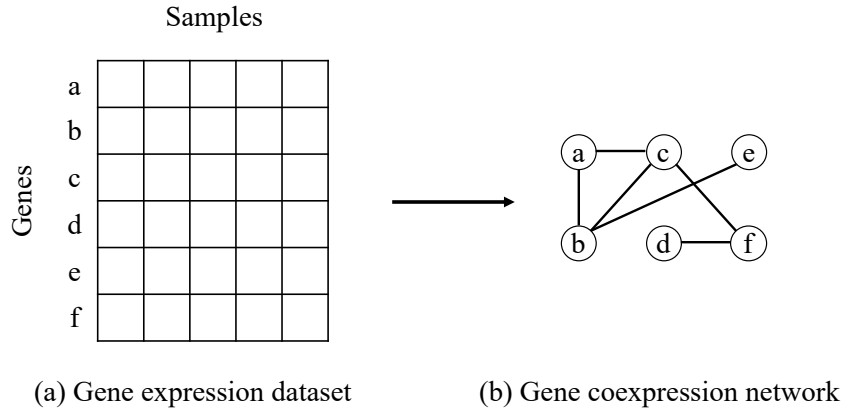 Samples
Genes
a
b
c
d
e
f
a c e
b d f
(a) Gene expression dataset
(b) Gene coexpression network